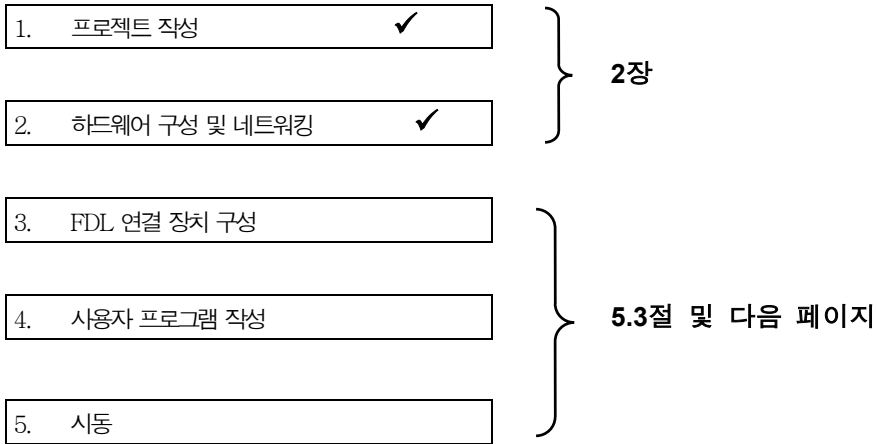 1. 프로젝트 작성 ✓
2장
2. 하드웨어 구성 및 네트워킹 ✓
3. FDL 연결 장치 구성
4. 사용자 프로그램 작성
5.3절 및 다음 페이지
5. 시동